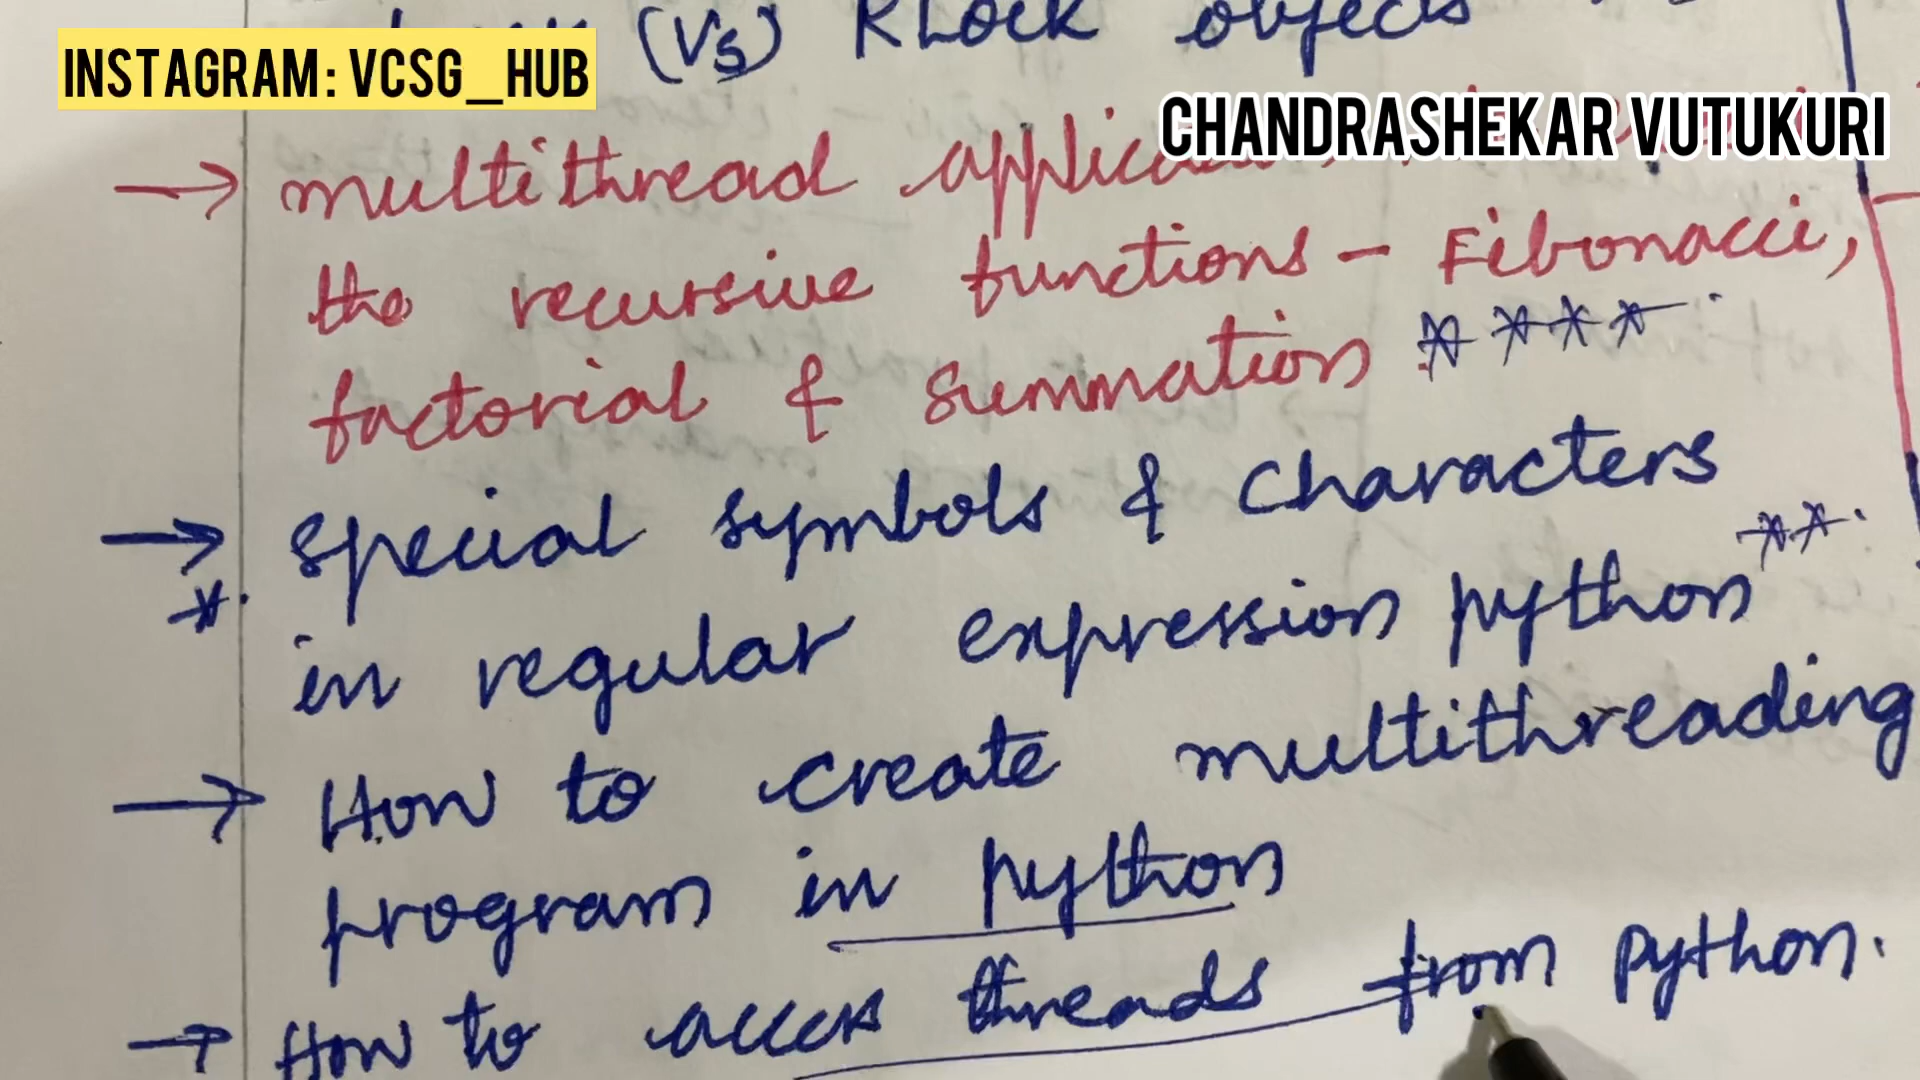 (Vs) RLock objects
INSTAGRAM: VCSG_HUB
CHANDRASHEKAR VUTUKURI
→ multithread
the recursive functions - Fibonacci,
factorial & summation ****
→ special symbols & characters
* in regular expression python **
→ How to create multithreading
program in python
→ How to access threads from python.